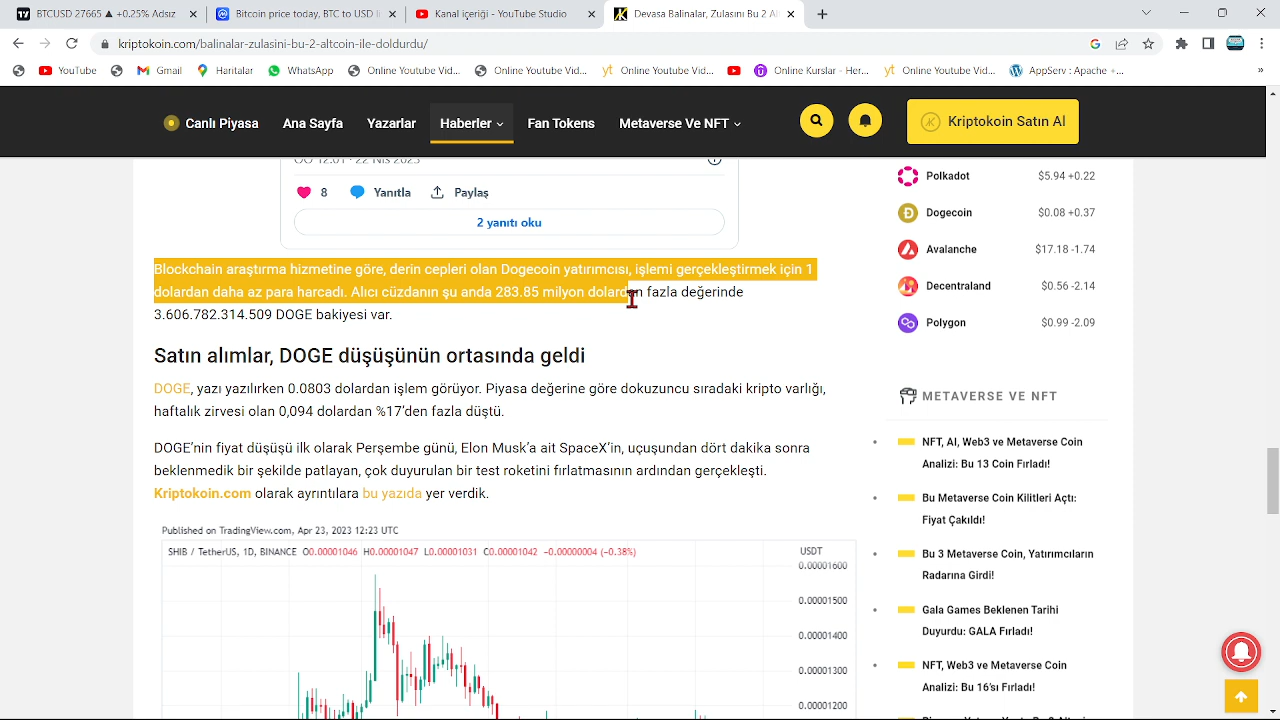 BTCUSD 27665 ▲ +0.25% Adsız
Bitcoin price today, BTC to USD li
Kanal içeriği - YouTube Studio
Devasa Balinalar, Zulasını Bu 2 Al
kriptokoin.com/balinalar-zulasini-bu-2-altcoin-ile-doldurdu/
YouTube
Gmail
Haritalar
WhatsApp
Online Youtube Vid...
Online Youtube Vid...
Online Youtube Vid...
Online Kurslar - Her...
Online Youtube Vid...
AppServ : Apache +...
»
Canlı Piyasa
Ana Sayfa
Yazarlar
Haberler
Fan Tokens
Metaverse Ve NFT
Kriptokoin Satın Al
8
Yanıtla
Paylaş
2 yanıtı oku
Blockchain araştırma hizmetine göre, derin cepleri olan Dogecoin yatırımcısı, işlemi gerçekleştirmek için 1
dolardan daha az para harcadı. Alıcı cüzdanın şu anda 283.85 milyon dolardan fazla değerinde
3.606.782.314.509 DOGE bakiyesi var.
Satın alımlar, DOGE düşüşünün ortasında geldi
DOGE, yazı yazılırken 0.0803 dolardan işlem görüyor. Piyasa değerine göre dokuzuncu sıradaki kripto varlığı,
haftalık zirvesi olan 0,094 dolardan %17'den fazla düştü.
DOGE'nin fiyat düşüşü ilk olarak Perşembe günü, Elon Musk'a ait SpaceX'in, uçuşundan dört dakika sonra
beklenmedik bir şekilde patlayan, çok duyurulan bir test roketini fırlatmasının ardından gerçekleşti.
Kriptokoin.com olarak ayrıntılara bu yazıda yer verdik.
Published on TradingView.com, Apr 23, 2023 12:23 UTC
SHIB / TetherUS, 1D, BINANCE O0.00001046 H0.00001047 L0.00001031 C0.00001042 -0.00000004 (-0.38%)
USDT
0.00001600
0.00001500
0.00001400
0.00001300
0.00001200
Polkadot $5.94 +0.22
Dogecoin $0.08 +0.37
Avalanche $17.18 -1.74
Decentraland $0.56 -2.14
Polygon $0.99 -2.09
METAVERSE VE NFT
NFT, AI, Web3 ve Metaverse Coin
Analizi: Bu 13 Coin Fırladı!
Bu Metaverse Coin Kilitleri Açtı:
Fiyat Çakıldı!
Bu 3 Metaverse Coin, Yatırımcıların
Radarına Girdi!
Gala Games Beklenen Tarihi
Duyurdu: GALA Fırladı!
NFT, Web3 ve Metaverse Coin
Analizi: Bu 16'sı Fırladı!